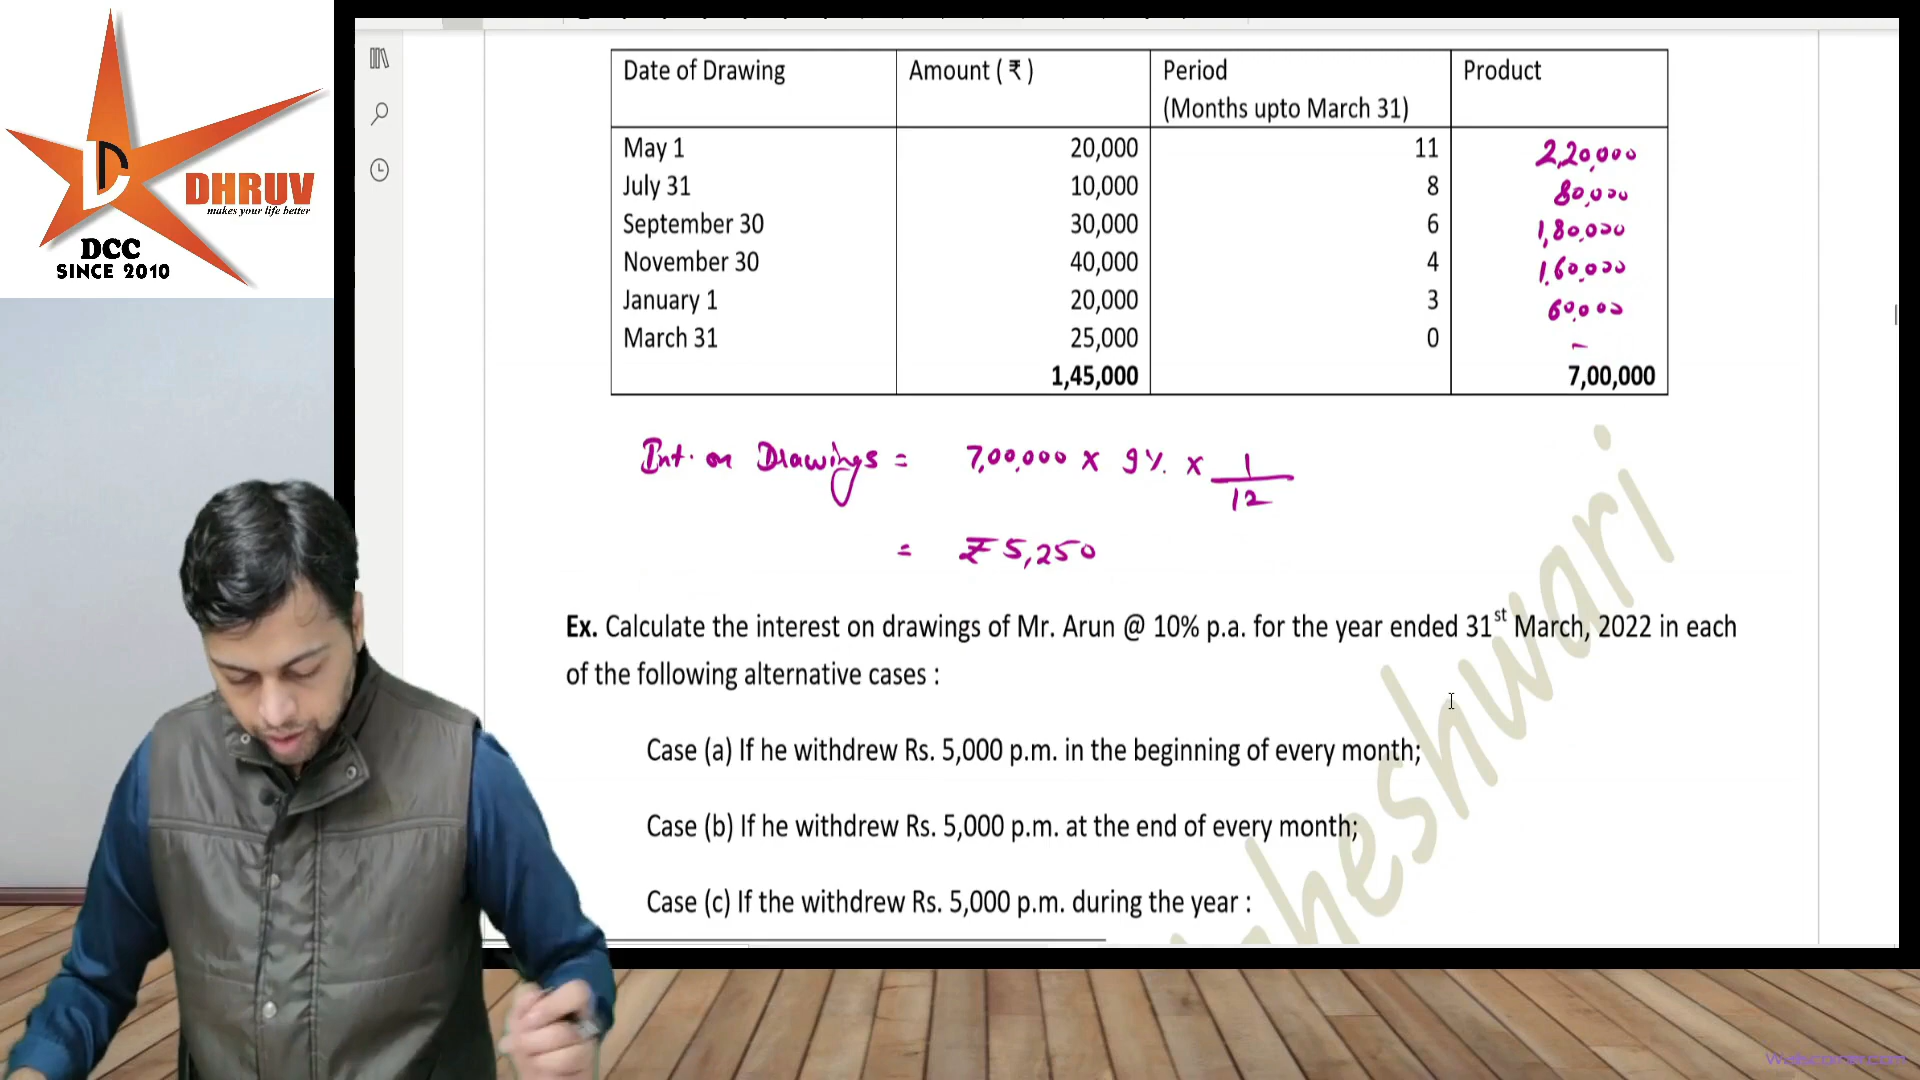 Date of Drawing Amount ( ₹ ) Period Product
(Months upto March 31)
May 1 20,000 11 2,20,000
July 31 10,000 8 80,000
September 30 30,000 6 1,80,000
November 30 40,000 4 1,60,000
January 1 20,000 3 60,000
March 31 25,000 0 -
1,45,000 7,00,000
Int. on Drawings = 7,00,000 x 9% x 1/12
= ₹ 5,250
Ex. Calculate the interest on drawings of Mr. Arun @ 10% p.a. for the year ended 31st March, 2022 in each
of the following alternative cases :
Case (a) If he withdrew Rs. 5,000 p.m. in the beginning of every month;
Case (b) If he withdrew Rs. 5,000 p.m. at the end of every month;
Case (c) If the withdrew Rs. 5,000 p.m. during the year :
DC
DHRUV
makes your life better
DCC
SINCE 2010
heshwari